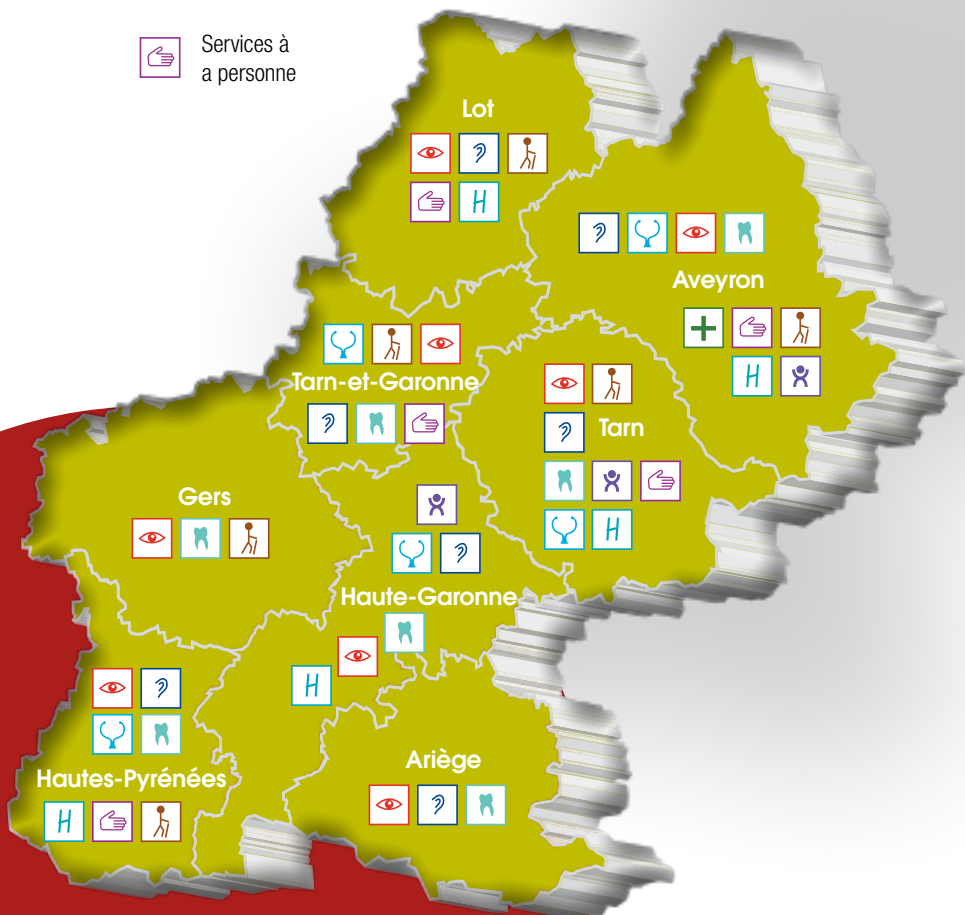 Services à
a personne
Lot
H
Aveyron
H
Tarn-et-Garonne
Tarn
H
Gers
Haute-Garonne
H
Ariège
Hautes-Pyrénées
H